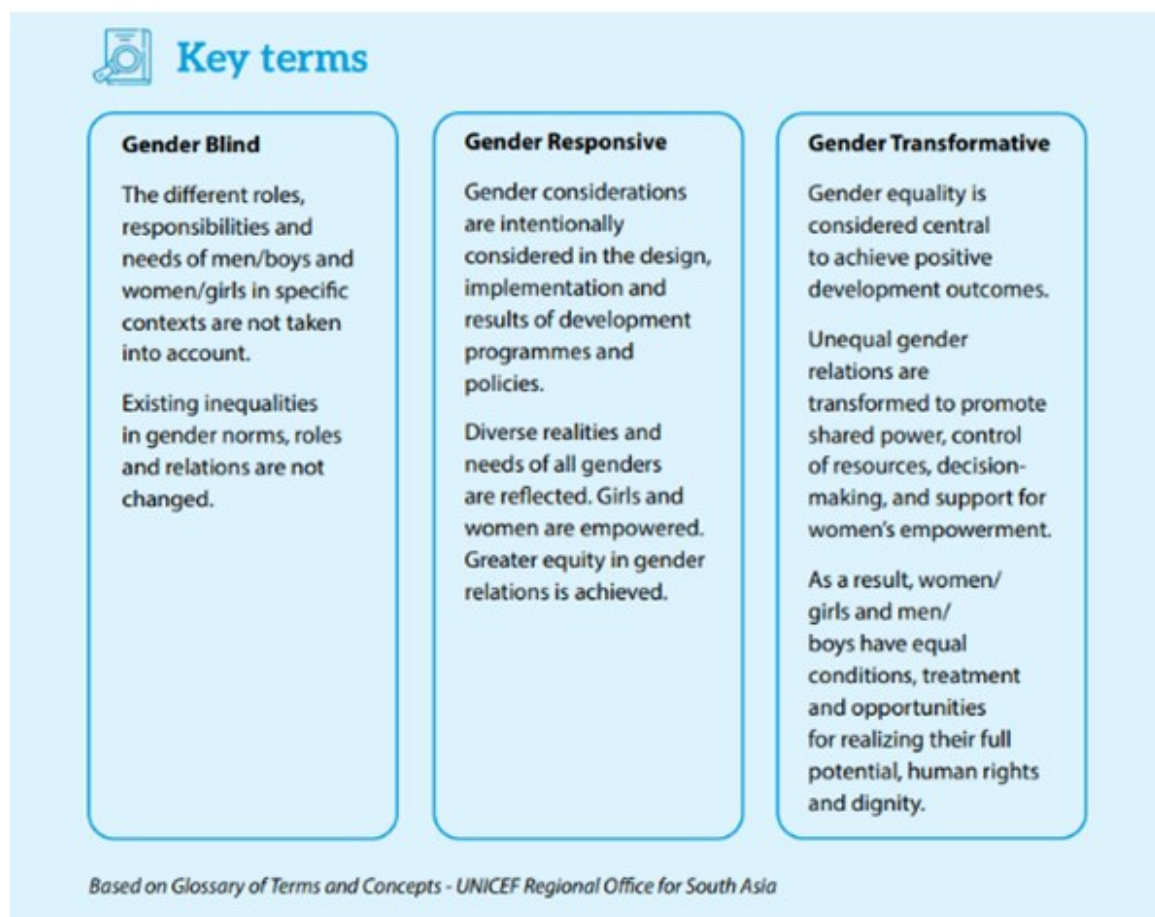 Key terms
Gender Blind
The different roles,
responsibilities and
needs of men/boys and
women/girls in specific
contexts are not taken
into account.
Existing inequalities
in gender norms, roles
and relations are not
changed.
Gender Responsive
Gender considerations
are intentionally
considered in the design,
implementation and
results of development
programmes and
policies.
Diverse realities and
needs of all genders
are reflected. Girls and
women are empowered.
Greater equity in gender
relations is achieved.
Gender Transformative
Gender equality is
considered central
to achieve positive
development outcomes.
Unequal gender
relations are
transformed to promote
shared power, control
of resources, decision-
making, and support for
women's empowerment.
As a result, women/
girls and men/
boys have equal
conditions, treatment
and opportunities
for realizing their full
potential, human rights
and dignity.
Based on Glossary of Terms and Concepts - UNICEF Regional Office for South Asia